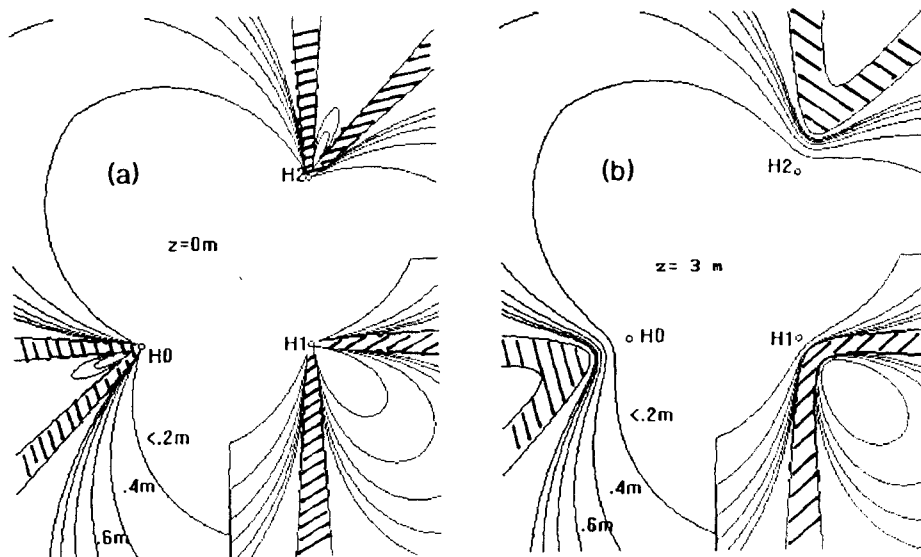 (a)
H2
z=0m
H0
H1
<.2m
.4m
.6m
(b)
H2
z= 3 m
H0
H1
<.2m
.4m
.6m